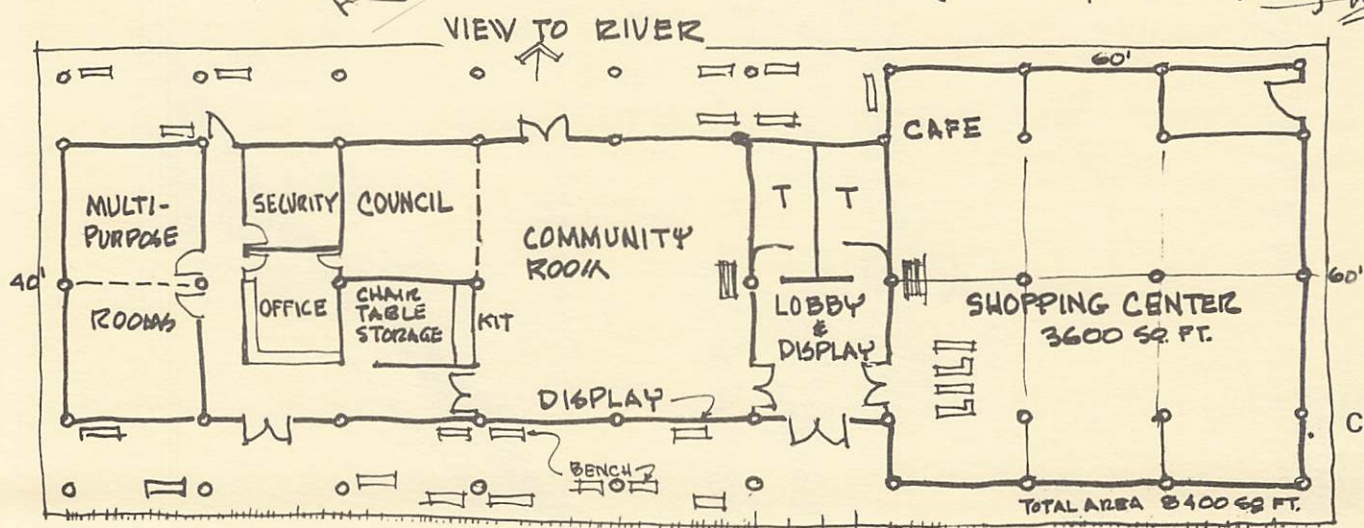 VIEW TO RIVER
60'
CAFE
MULTI-
PURPOSE
ROOMS
SECURITY
COUNCIL
COMMUNITY
ROOM
T
T
40'
OFFICE
CHAIR
TABLE
STORAGE
KIT
LOBBY
&
DISPLAY
SHOPPING CENTER
3600 SQ. FT.
60'
DISPLAY
BENCH
TOTAL AREA 8400 SQ FT.
C